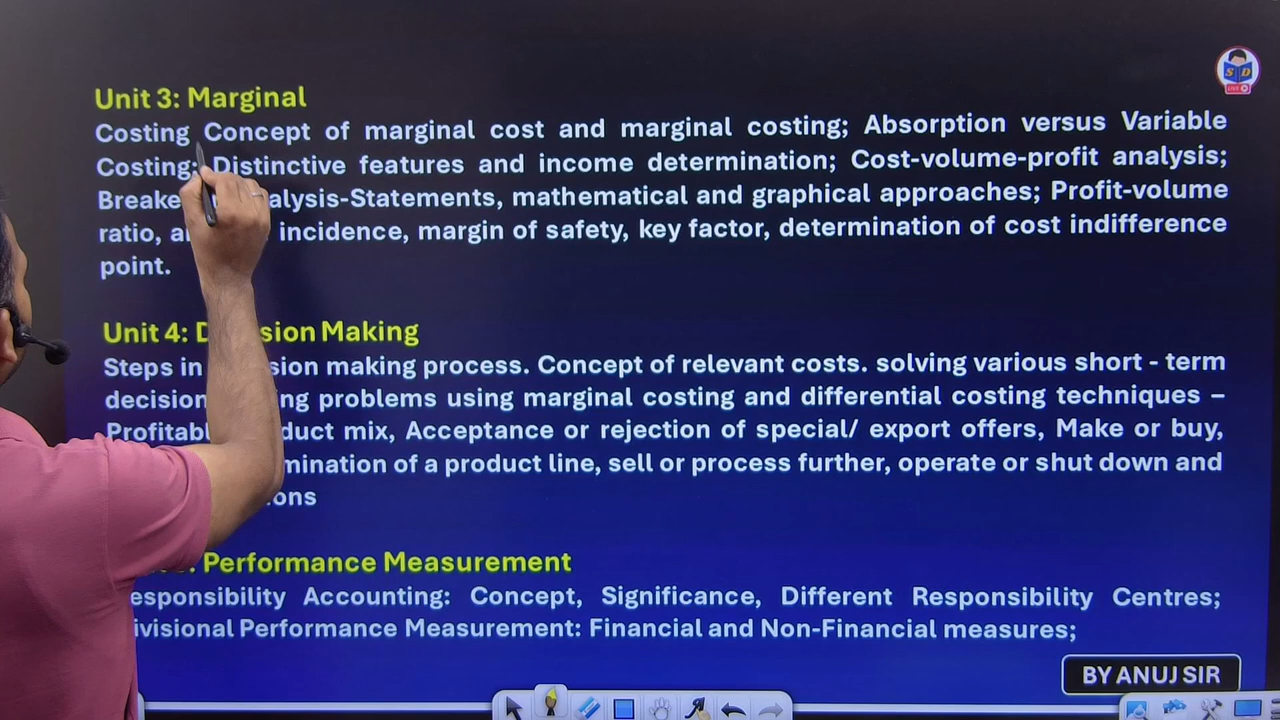 Unit 3: Marginal
Costing Concept of marginal cost and marginal costing; Absorption versus Variable
Costing: Distinctive features and income determination; Cost-volume-profit analysis;
Breake alysis-Statements, mathematical and graphical approaches; Profit-volume
ratio, a incidence, margin of safety, key factor, determination of cost indifference
point.
Unit 4: D sion Making
Steps in sion making process. Concept of relevant costs. solving various short - term
decision ng problems using marginal costing and differential costing techniques –
Profitabl duct mix, Acceptance or rejection of special/ export offers, Make or buy,
mination of a product line, sell or process further, operate or shut down and
ons
Performance Measurement
esponsibility Accounting: Concept, Significance, Different Responsibility Centres;
ivisional Performance Measurement: Financial and Non-Financial measures;
BY ANUJ SIR
S D
LIVE